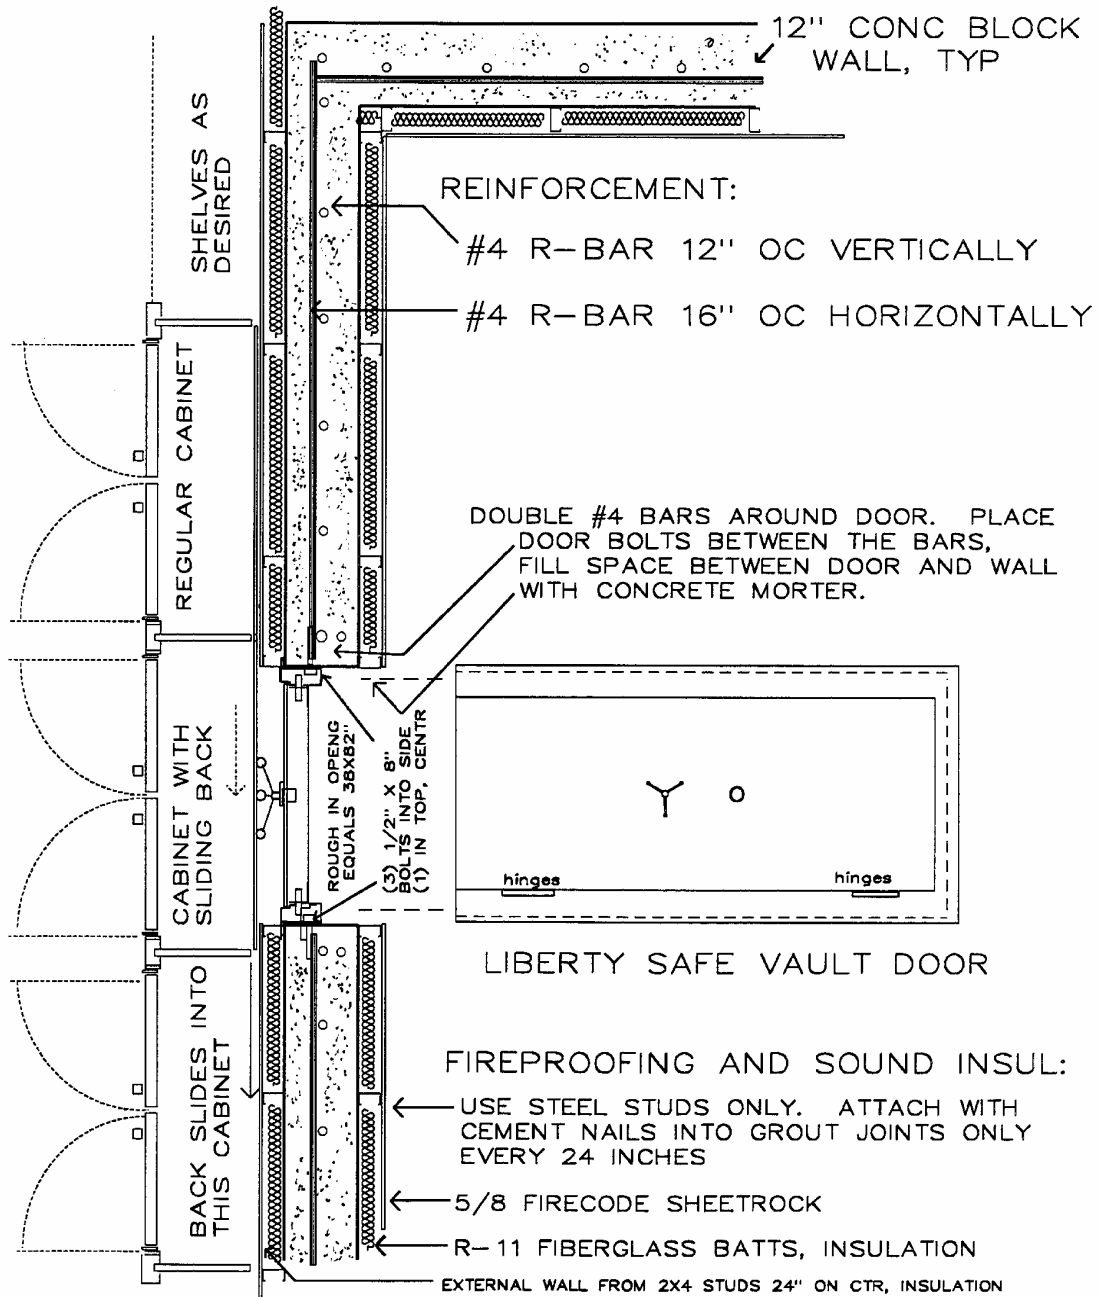 12" CONC BLOCK
WALL, TYP
SHELVES AS
DESIRED
REINFORCEMENT:
#4 R-BAR 12" OC VERTICALLY
#4 R-BAR 16" OC HORIZONTALLY
REGULAR CABINET
DOUBLE #4 BARS AROUND DOOR. PLACE
DOOR BOLTS BETWEEN THE BARS,
FILL SPACE BETWEEN DOOR AND WALL
WITH CONCRETE MORTER.
CABINET WITH
SLIDING BACK
ROUGH IN OPENG
EQUALS 38X82"
(3) 1/2" X 8"
BOLTS INTO SIDE
(1) IN TOP, CENTR
hinges
hinges
LIBERTY SAFE VAULT DOOR
BACK SLIDES INTO
THIS CABINET
FIREPROOFING AND SOUND INSUL:
USE STEEL STUDS ONLY. ATTACH WITH
CEMENT NAILS INTO GROUT JOINTS ONLY
EVERY 24 INCHES
5/8 FIRECODE SHEETROCK
R-11 FIBERGLASS BATTS, INSULATION
EXTERNAL WALL FROM 2X4 STUDS 24" ON CTR, INSULATION